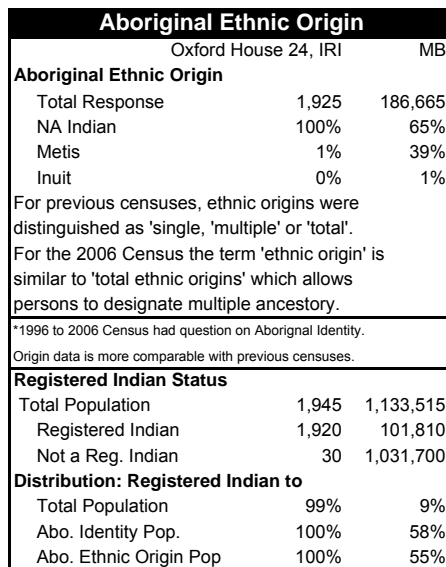 Aboriginal Ethnic Origin
Oxford House 24, IRI MB
Aboriginal Ethnic Origin
Total Response 1,925 186,665
NA Indian 100% 65%
Metis 1% 39%
Inuit 0% 1%
For previous censuses, ethnic origins were
distinguished as 'single, 'multiple' or 'total'.
For the 2006 Census the term 'ethnic origin' is
similar to 'total ethnic origins' which allows
persons to designate multiple ancestory.
*1996 to 2006 Census had question on Aborignal Identity.
Origin data is more comparable with previous censuses.
Registered Indian Status
Total Population 1,945 1,133,515
Registered Indian 1,920 101,810
Not a Reg. Indian 30 1,031,700
Distribution: Registered Indian to
Total Population 99% 9%
Abo. Identity Pop. 100% 58%
Abo. Ethnic Origin Pop 100% 55%